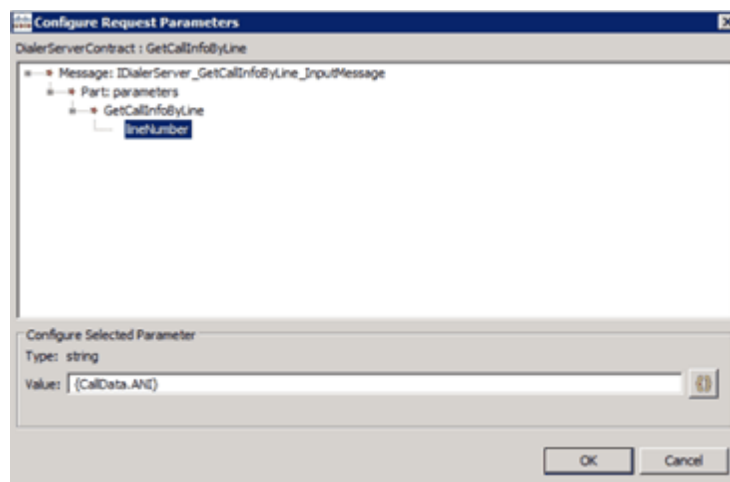 Configure Request Parameters
DialerServerContract : GetCallInfoByLine
Message: IDialerServer_GetCallInfoByLine_InputMessage
Part: parameters
GetCallInfoByLine
lineNumber
Configure Selected Parameter
Type: string
Value: {CallData.ANI}
OK Cancel